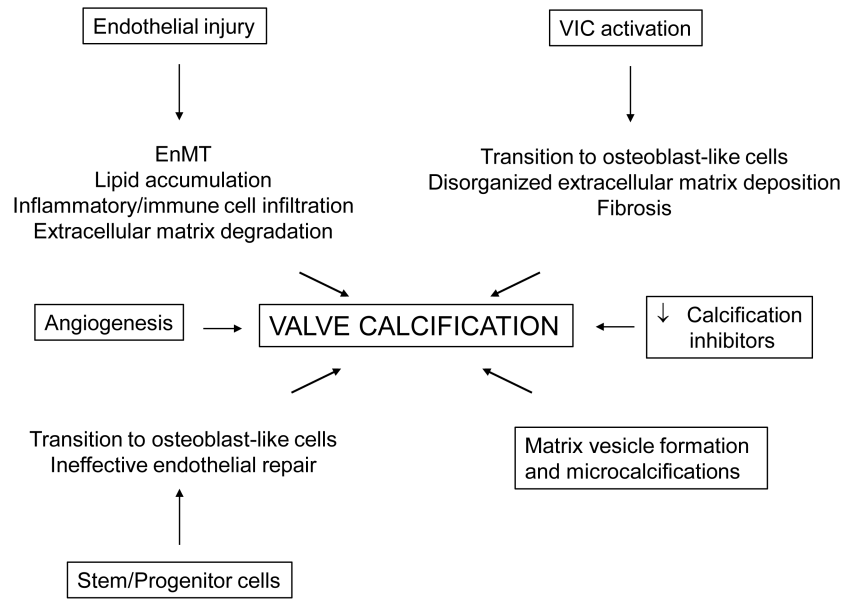 Endothelial injury
VIC activation
EnMT
Lipid accumulation
Inflammatory/immune cell infiltration
Extracellular matrix degradation
Transition to osteoblast-like cells
Disorganized extracellular matrix deposition
Fibrosis
Angiogenesis
VALVE CALCIFICATION
↓ Calcification
inhibitors
Transition to osteoblast-like cells
Ineffective endothelial repair
Matrix vesicle formation
and microcalcifications
Stem/Progenitor cells